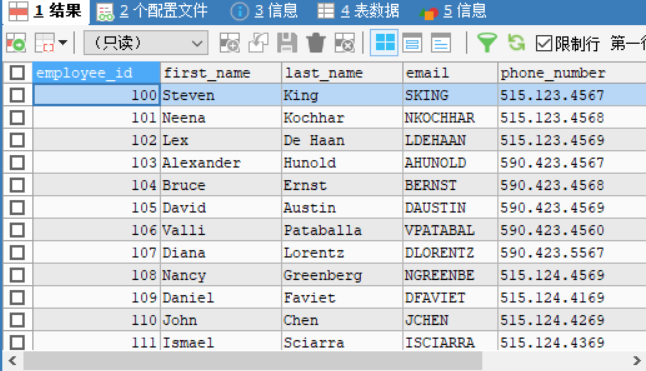 1 结果 2 个配置文件 3 信息 4 表数据 5 信息
（只读） 限制行 第一行
employee_id first_name last_name email phone_number
100 Steven King SKING 515.123.4567
101 Neena Kochhar NKOCHHAR 515.123.4568
102 Lex De Haan LDEHAAN 515.123.4569
103 Alexander Hunold AHUNOLD 590.423.4567
104 Bruce Ernst BERNST 590.423.4568
105 David Austin DAUSTIN 590.423.4569
106 Valli Pataballa VPATABAL 590.423.4560
107 Diana Lorentz DLORENTZ 590.423.5567
108 Nancy Greenberg NGREENBE 515.124.4569
109 Daniel Faviet DFAVIET 515.124.4169
110 John Chen JCHEN 515.124.4269
111 Ismael Sciarra ISCIARRA 515.124.4369